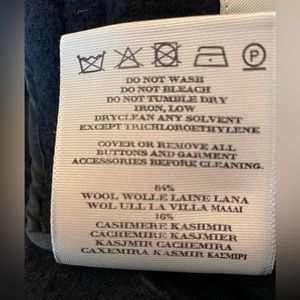 DO NOT WASH
DO NOT BLEACH
DO NOT TUMBLE DRY
IRON, LOW
DRYCLEAN ANY SOLVENT
EXCEPT TRICHLOROETHYLENE
COVER OR REMOVE ALL
BUTTONS AND GARMENT
ACCESSORIES BEFORE CLEANING.
84%
WOOL WOLLE LAINE LANA
WOL ULL LA VILLA ΜΑΛΛΙ
16%
CASHMERE KASHMIR
CACHEMIRE KASJMIER
KASJMIR CACHEMIRA
CAXEMIRA KASMIR ΚΑΣΜΙΡΙ